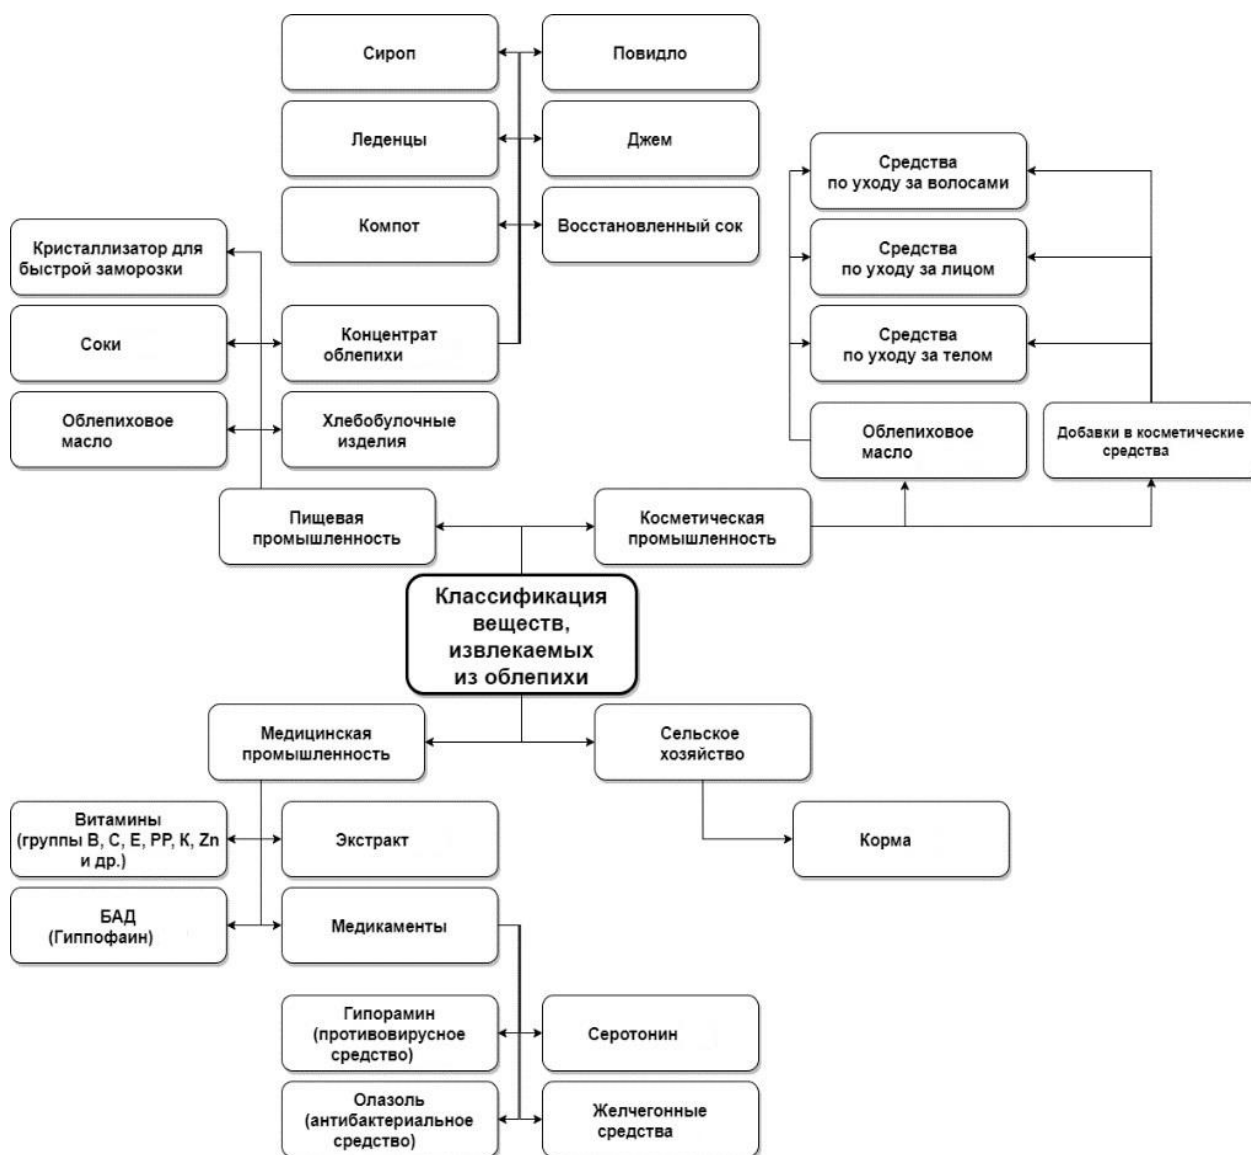 Сироп
Повидло
Леденцы
Джем
Компот
Восстановленный сок
Кристаллизатор для
быстрой заморозки
Соки
Концентрат
облепихи
Облепиховое
масло
Хлебобулочные
изделия
Средства
по уходу за волосами
Средства
по уходу за лицом
Средства
по уходу за телом
Облепиховое
масло
Добавки в косметические
средства
Пищевая
промышленность
Косметическая
промышленность
Классификация
веществ,
извлекаемых
из облепихи
Медицинская
промышленность
Сельское
хозяйство
Витамины
(группы В, С, Е, РР, К, Zn
и др.)
Экстракт
Корма
БАД
(Гиппофаин)
Медикаменты
Гипорамин
(противовирусное
средство)
Серотонин
Олазоль
(антибактериальное
средство)
Желчегонные
средства